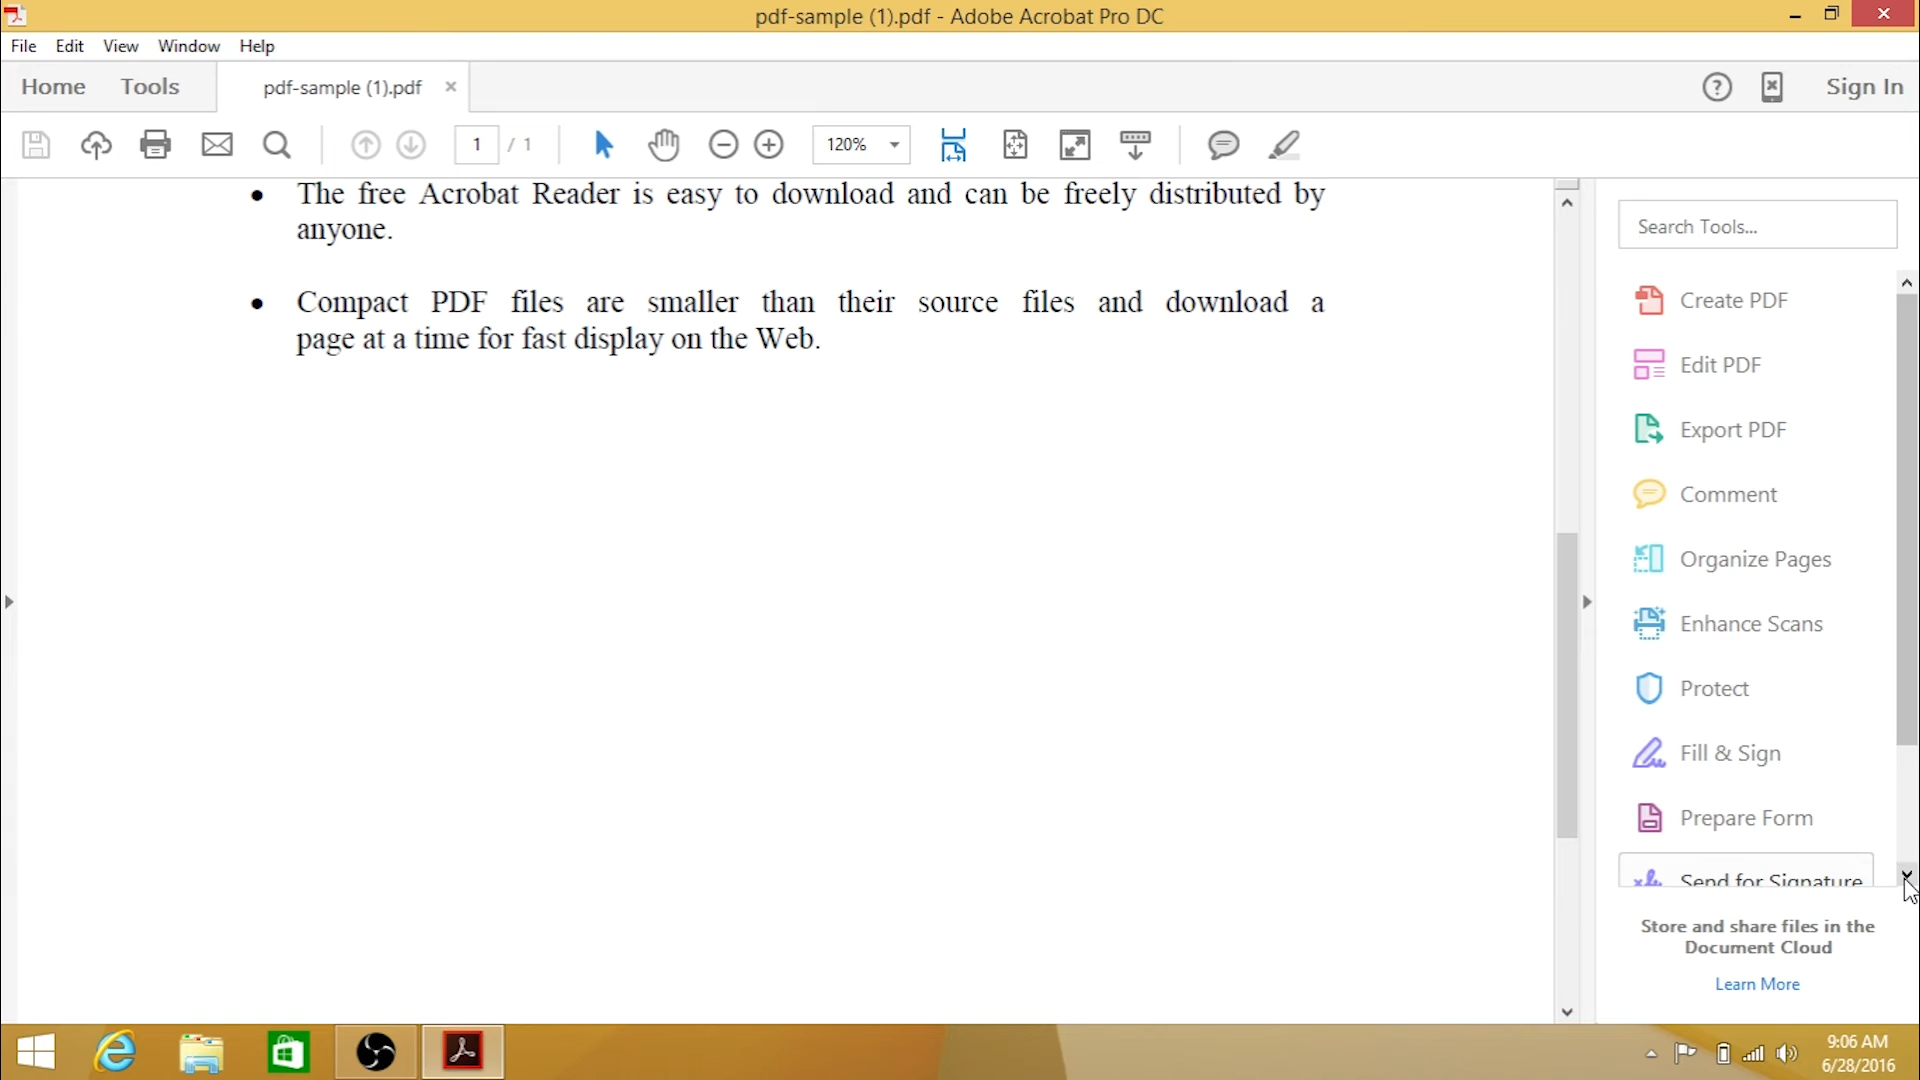 pdf-sample (1).pdf - Adobe Acrobat Pro DC
File Edit View Window Help
Home Tools pdf-sample (1).pdf × Sign In
1 / 1 120%
• The free Acrobat Reader is easy to download and can be freely distributed by
anyone.
• Compact PDF files are smaller than their source files and download a
page at a time for fast display on the Web.
Search Tools...
Create PDF
Edit PDF
Export PDF
Comment
Organize Pages
Enhance Scans
Protect
Fill & Sign
Prepare Form
Send for Signature
Store and share files in the
Document Cloud
Learn More
9:06 AM
6/28/2016